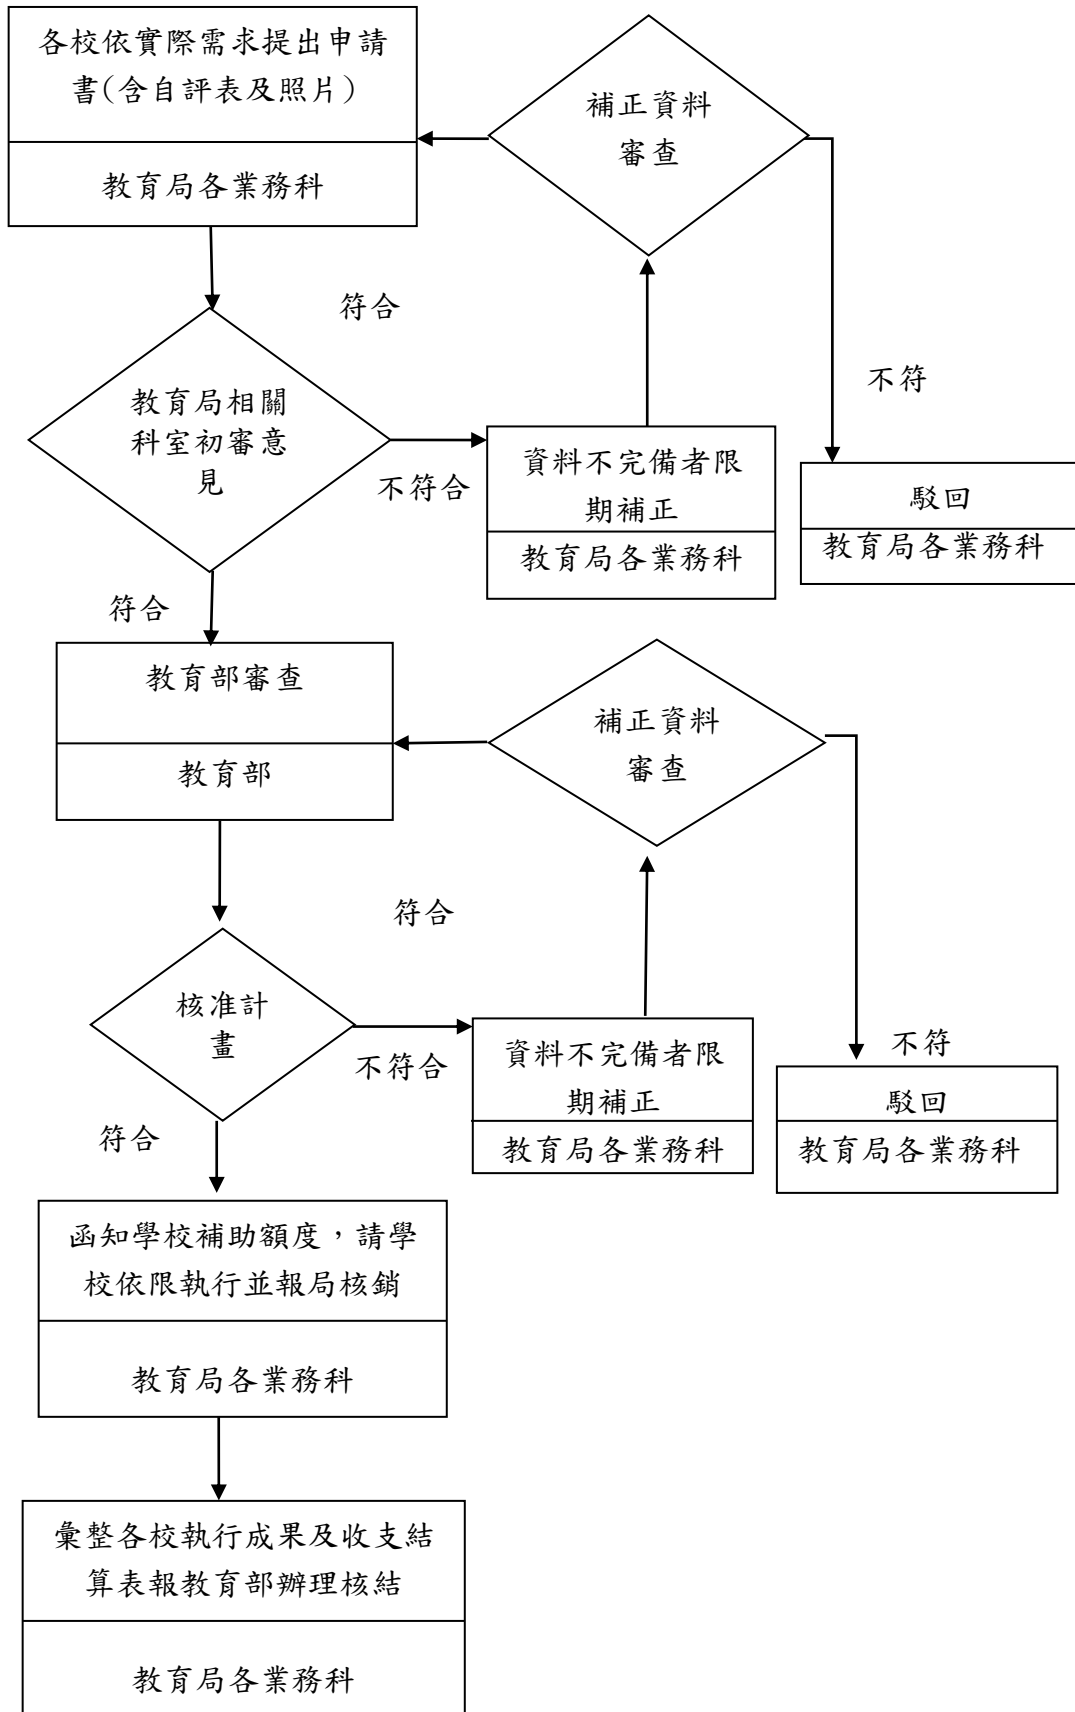 各校依實際需求提出申請
書(含自評表及照片)
教育局各業務科
補正資料
審查
符合
不符
教育局相關
科室初審意
見
不符合
資料不完備者限
期補正
教育局各業務科
駁回
教育局各業務科
符合
教育部審查
教育部
補正資料
審查
符合
核准計
畫
不符合
資料不完備者限
期補正
教育局各業務科
不符
駁回
教育局各業務科
符合
函知學校補助額度，請學
校依限執行並報局核銷
教育局各業務科
彙整各校執行成果及收支結
算表報教育部辦理核結
教育局各業務科